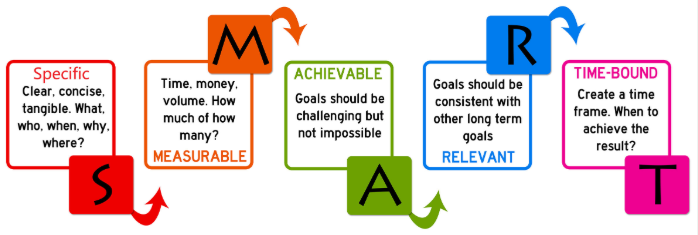 Specific
Clear, concise,
tangible. What,
who, when, why,
where?
S
M
Time, money,
volume. How
much of how
many?
MEASURABLE
ACHIEVABLE
Goals should be
challenging but
not impossible
A
R
Goals should be
consistent with
other long term
goals
RELEVANT
TIME-BOUND
Create a time
frame. When to
achieve the
result?
T